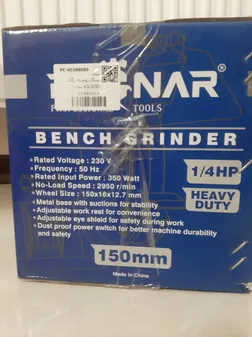 PC-40398089
NAR
TOOLS
BENCH GRINDER
• Rated Voltage : 230 V
• Frequency : 50 Hz
• Rated Input Power : 350 Watt
• No-Load Speed : 2950 r/min
• Wheel Size : 150x16x12.7 mm
• Metal base with suctions for stability
• Adjustable work rest for convenience
• Adjustable eye shield for safety during work
• Dust proof power switch for better machine durability
and safety
1/4HP
HEAVY
DUTY
150mm
Made in China